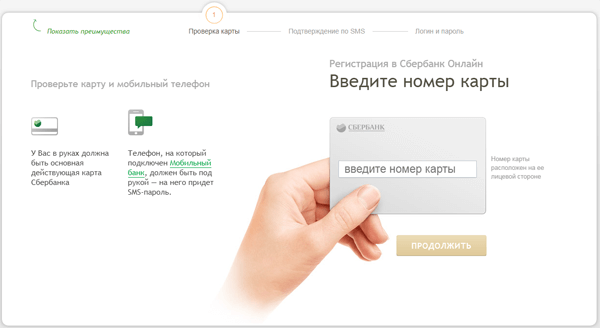 1
Показать преимущества
Проверка карты
Подтверждение по SMS
Логин и пароль
Проверьте карту и мобильный телефон
У Вас в руках должна
быть основная
действующая карта
Сбербанка
Телефон, на который
подключен Мобильный
банк, должен быть под
рукой — на него придет
SMS-пароль.
Регистрация в Сбербанк Онлайн
Введите номер карты
СБЕРБАНК
введите номер карты
Номер карты
расположен на ее
лицевой стороне
ПРОДОЛЖИТЬ